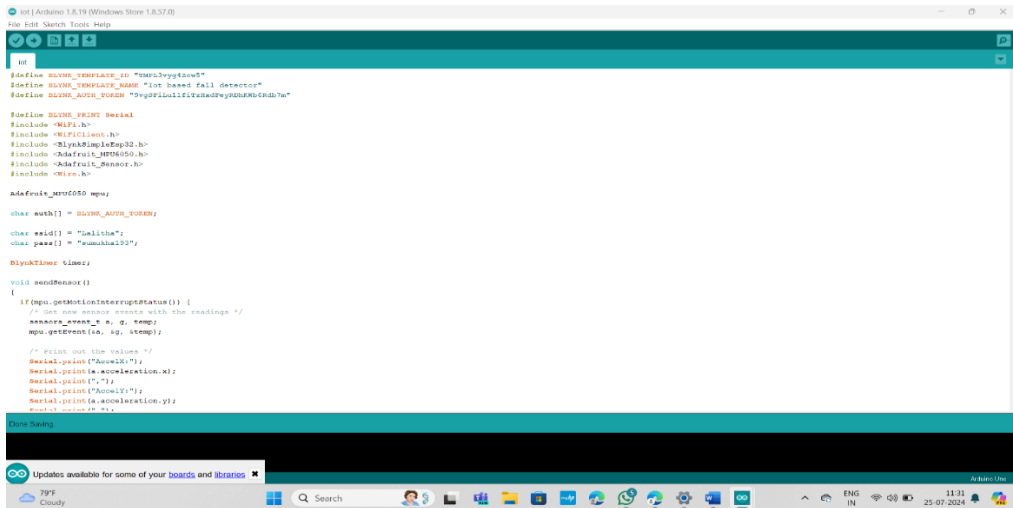 iot | Arduino 1.8.19 (Windows Store 1.8.57.0)
File Edit Sketch Tools Help
iot
#define BLYNK_TEMPLATE_ID "TMPL3vyg4Zow5"
#define BLYNK_TEMPLATE_NAME "Iot based fall detector"
#define BLYNK_AUTH_TOKEN
#define BLYNK_PRINT Serial
#include <WiFi.h>
#include <WiFiClient.h>
#include <BlynkSimpleEsp32.h>
#include <Adafruit_MPU6050.h>
#include <Adafruit_Sensor.h>
#include <Wire.h>
Adafruit_MPU6050 mpu;
char auth[] = BLYNK_AUTH_TOKEN;
char ssid[] = "Lalitha";
char pass[] = "sumukha193";
BlynkTimer timer;
void sendSensor()
{
if(mpu.getMotionInterruptStatus()) {
/* Get new sensor events with the readings */
sensors_event_t a, g, temp;
mpu.getEvent(&a, &g, &temp);
/* Print out the values */
Serial.print("AccelX:");
Serial.print(a.acceleration.x);
Serial.print(",");
Serial.print("AccelY:");
Serial.print(a.acceleration.y);
Serial.print(",");
Done Saving.
Updates available for some of your boards and libraries
Arduino Uno
79°F
Cloudy
Search
ENG
IN
11:31
25-07-2024